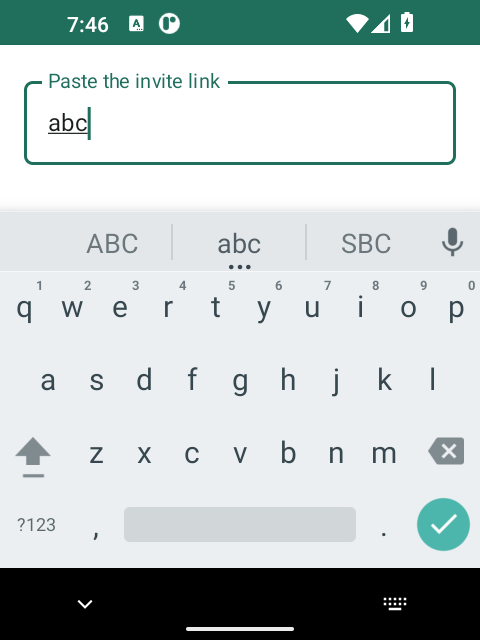 7:46
Paste the invite link
abc
ABC abc SBC
1 2 3 4 5 6 7 8 9 0
q w e r t y u i o p
a s d f g h j k l
z x c v b n m
?123 , .